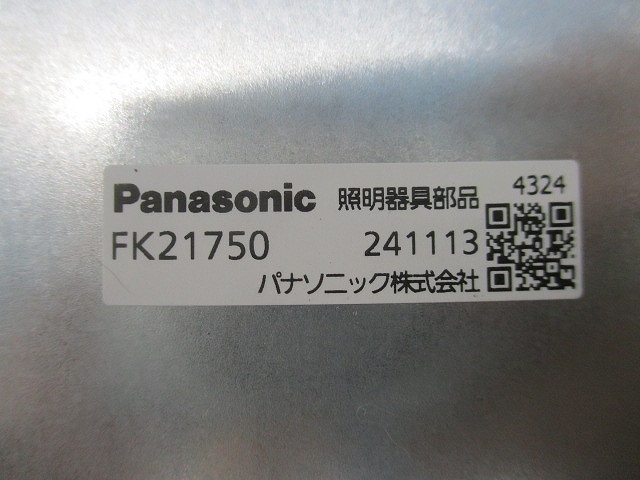 Panasonic 照明器具部品 4324
FK21750 241113
パナソニック株式会社